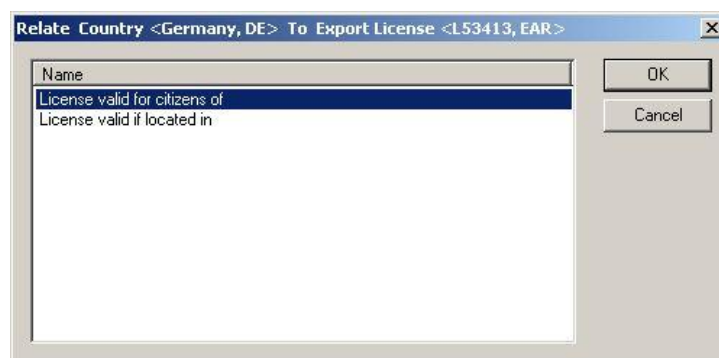 Relate Country <Germany, DE> To Export License <L53413, EAR>
Name
OK
License valid for citizens of
License valid if located in
Cancel